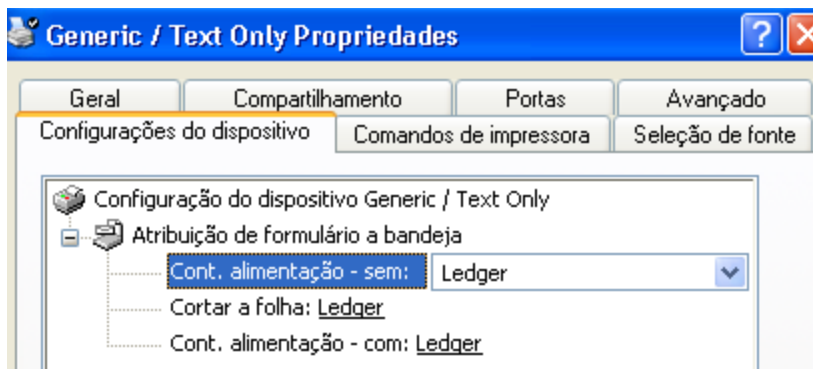 Generic / Text Only Propriedades
Geral Compartilhamento Portas Avançado
Configurações do dispositivo Comandos de impressora Seleção de fonte
Configuração do dispositivo Generic / Text Only
Atribuição de formulário a bandeja
Cont. alimentação - sem: Ledger
Cortar a folha: Ledger
Cont. alimentação - com: Ledger